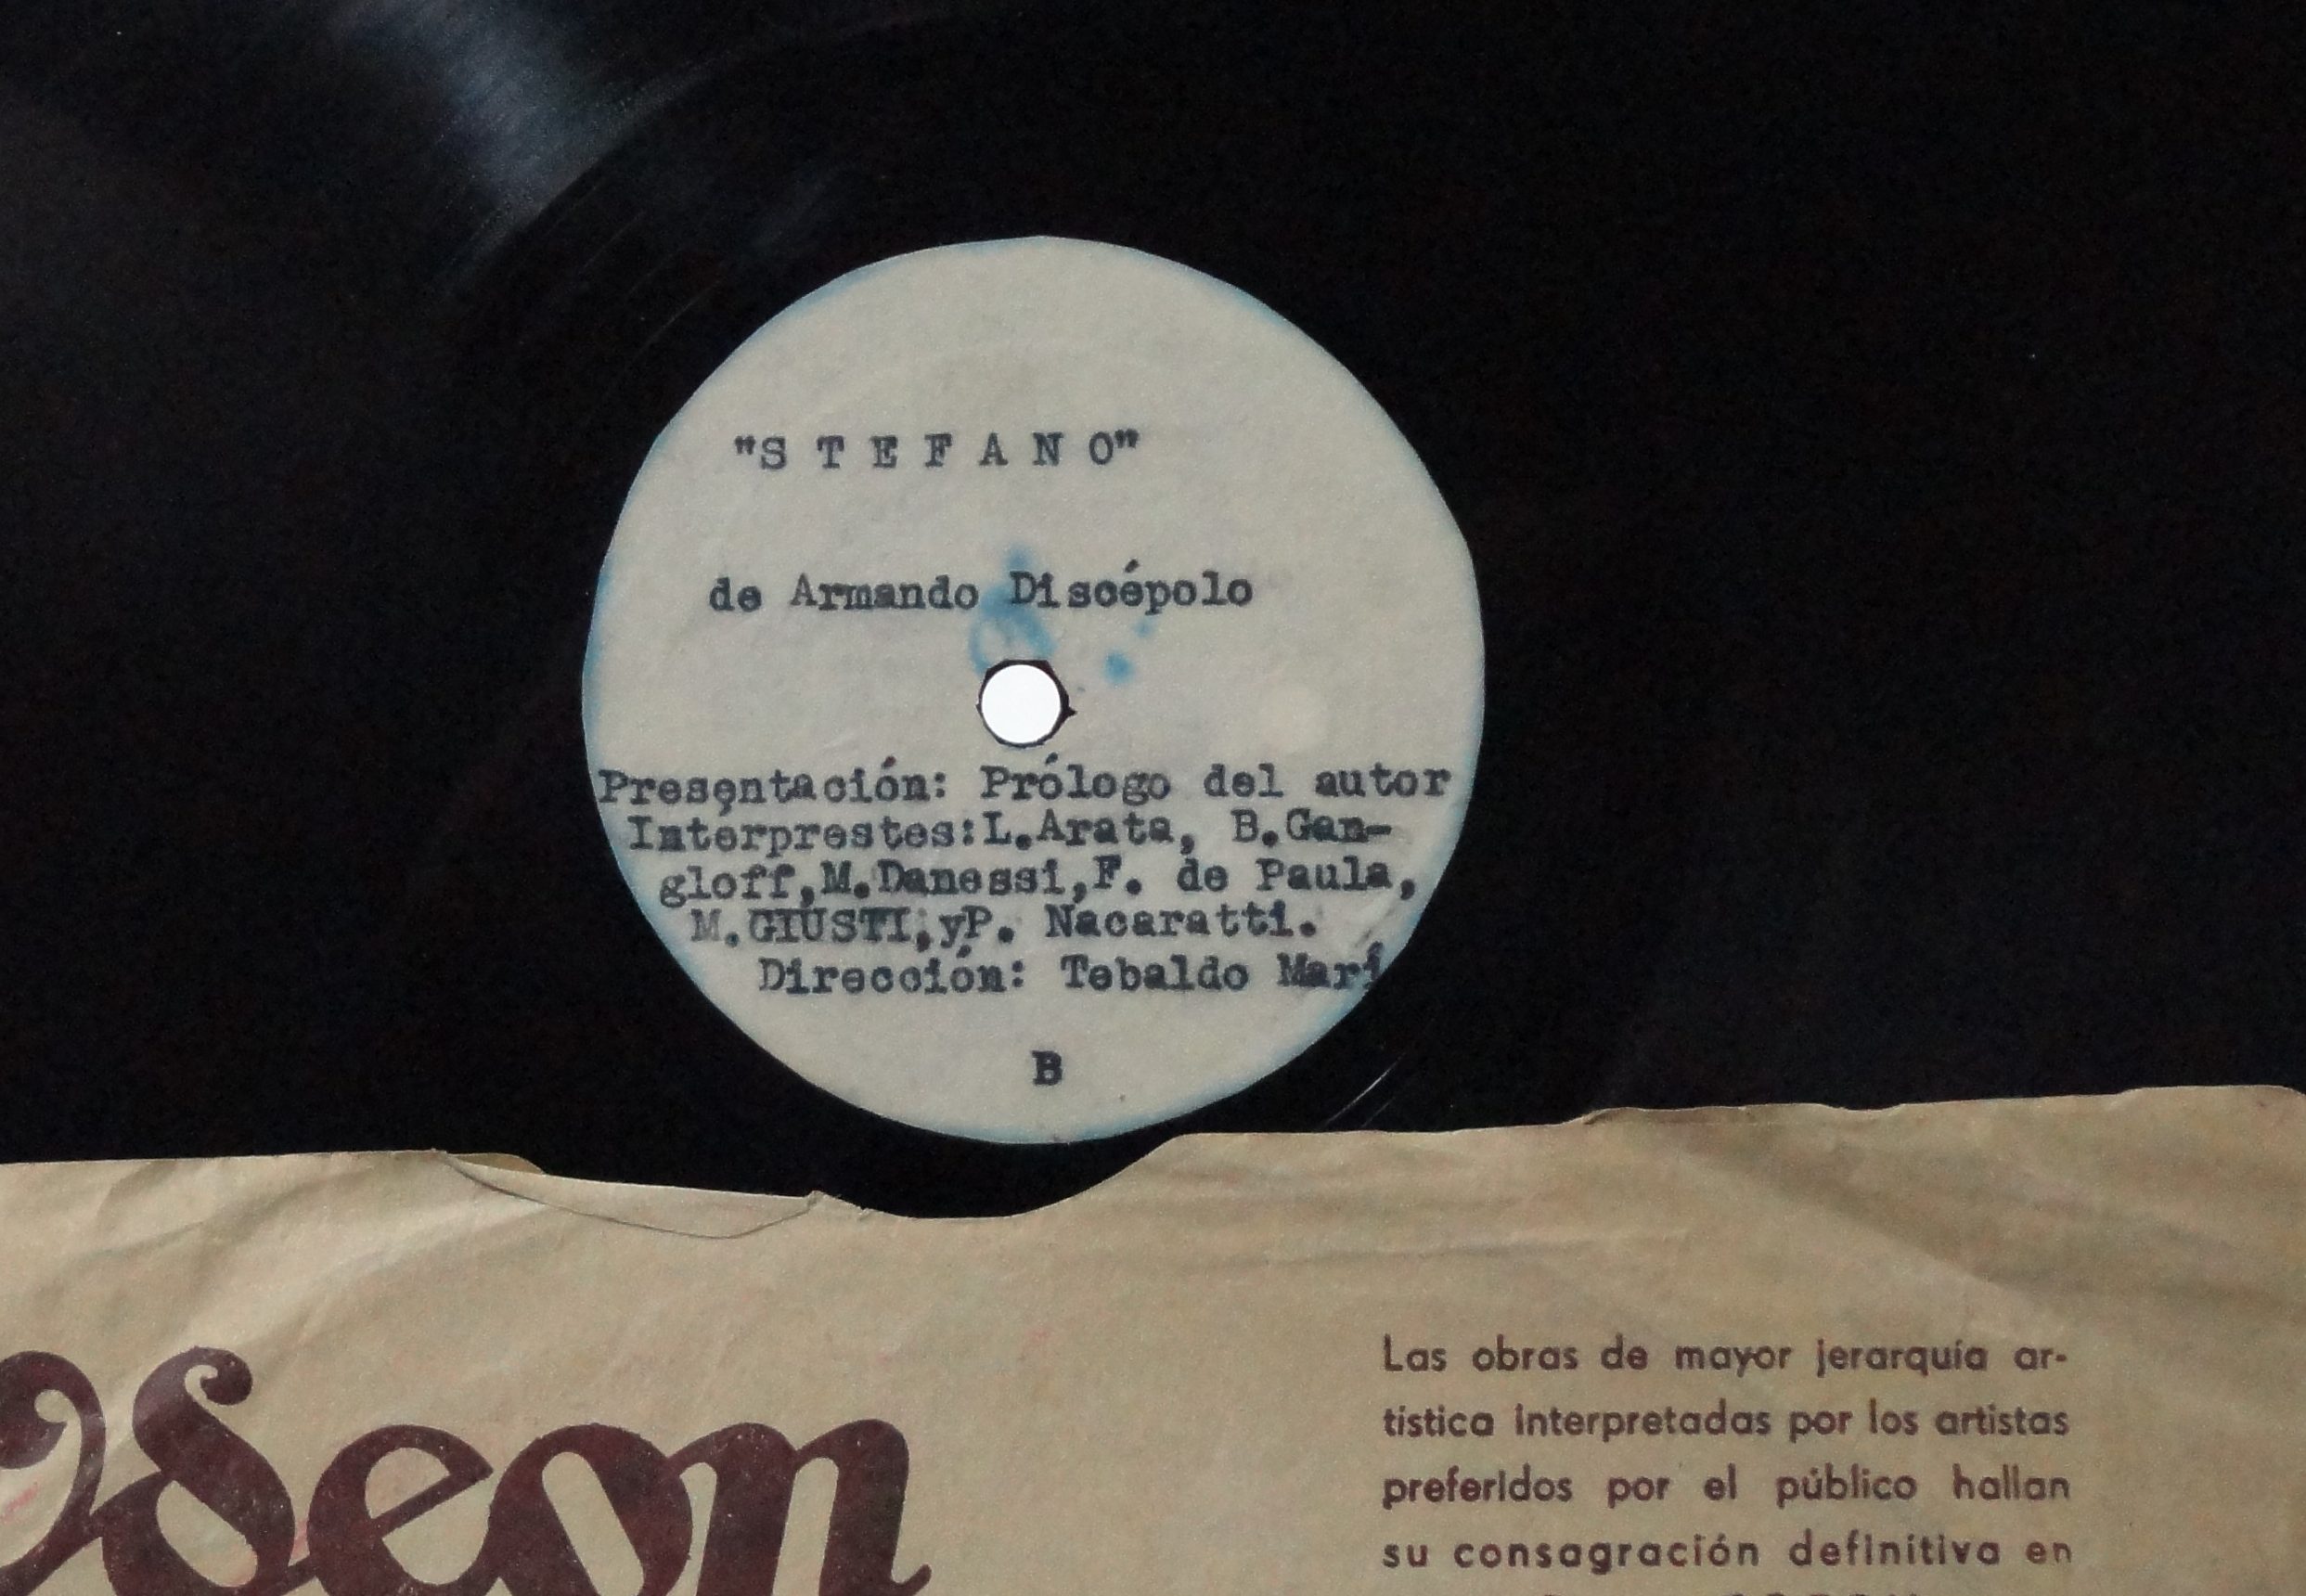 "S T E F A N O"
de Armando Discépolo
Presentación: Prólogo del autor
Intérprestes:L.Arata, B.Gan-
gloff,M.Danessi,F. de Paula,
M.GIUSTI,yP. Nacaratti.
Dirección: Tebaldo Marí
B
Odeon
Las obras de mayor jerarquía ar-
tística interpretadas por los artistas
preferidos por el público hallan
su consagración definitiva en